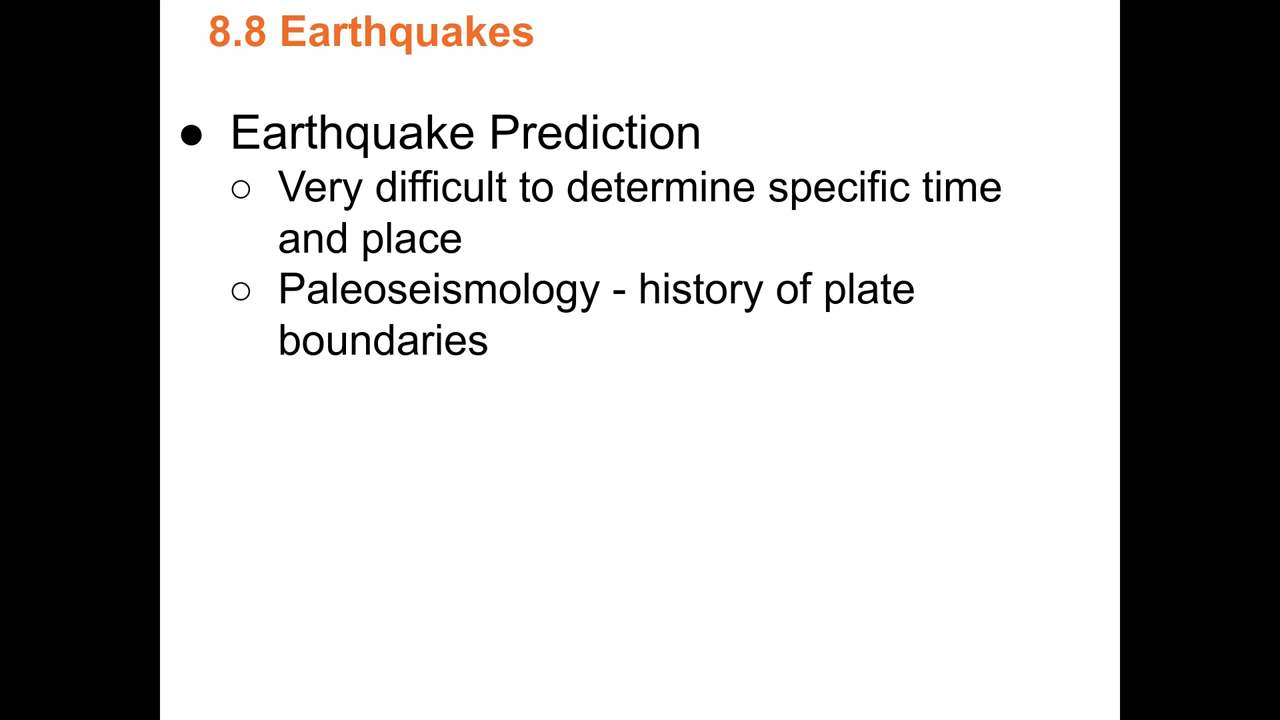 8.8 Earthquakes
● Earthquake Prediction
○ Very difficult to determine specific time
and place
○ Paleoseismology - history of plate
boundaries